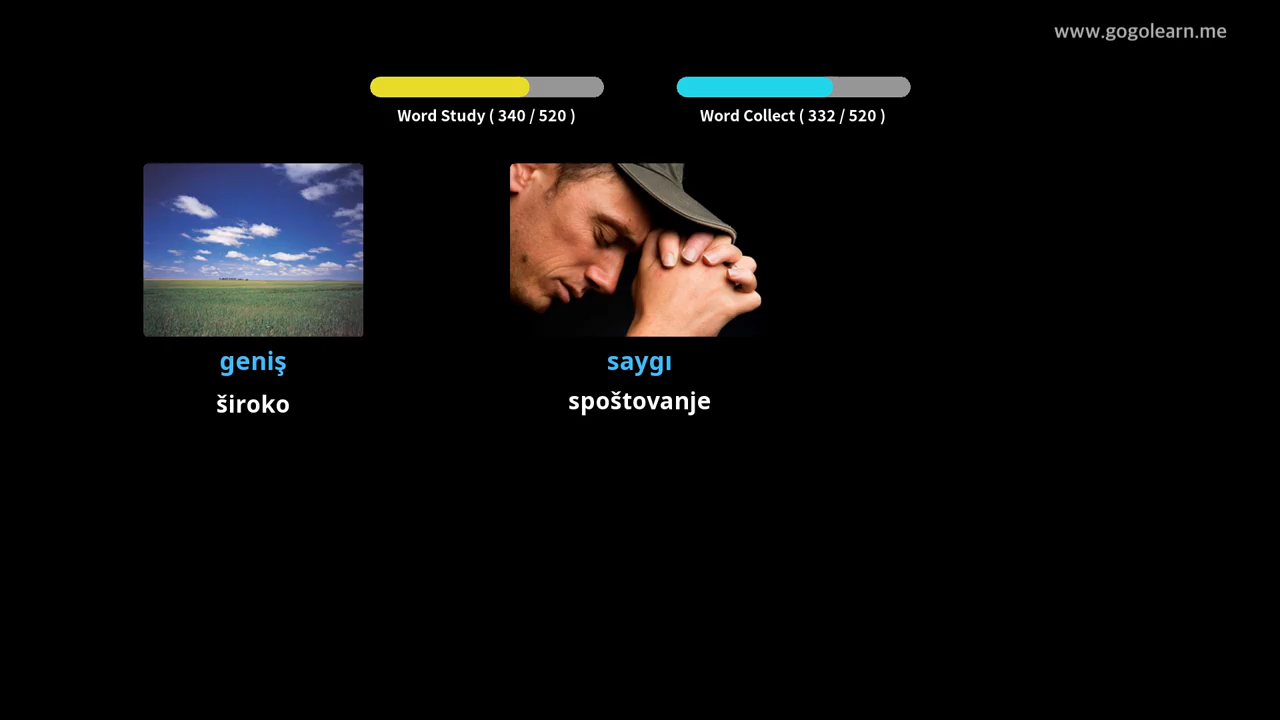 www.gogolearn.me
Word Study ( 340 / 520 )
Word Collect ( 332 / 520 )
geniş
široko
saygı
spoštovanje